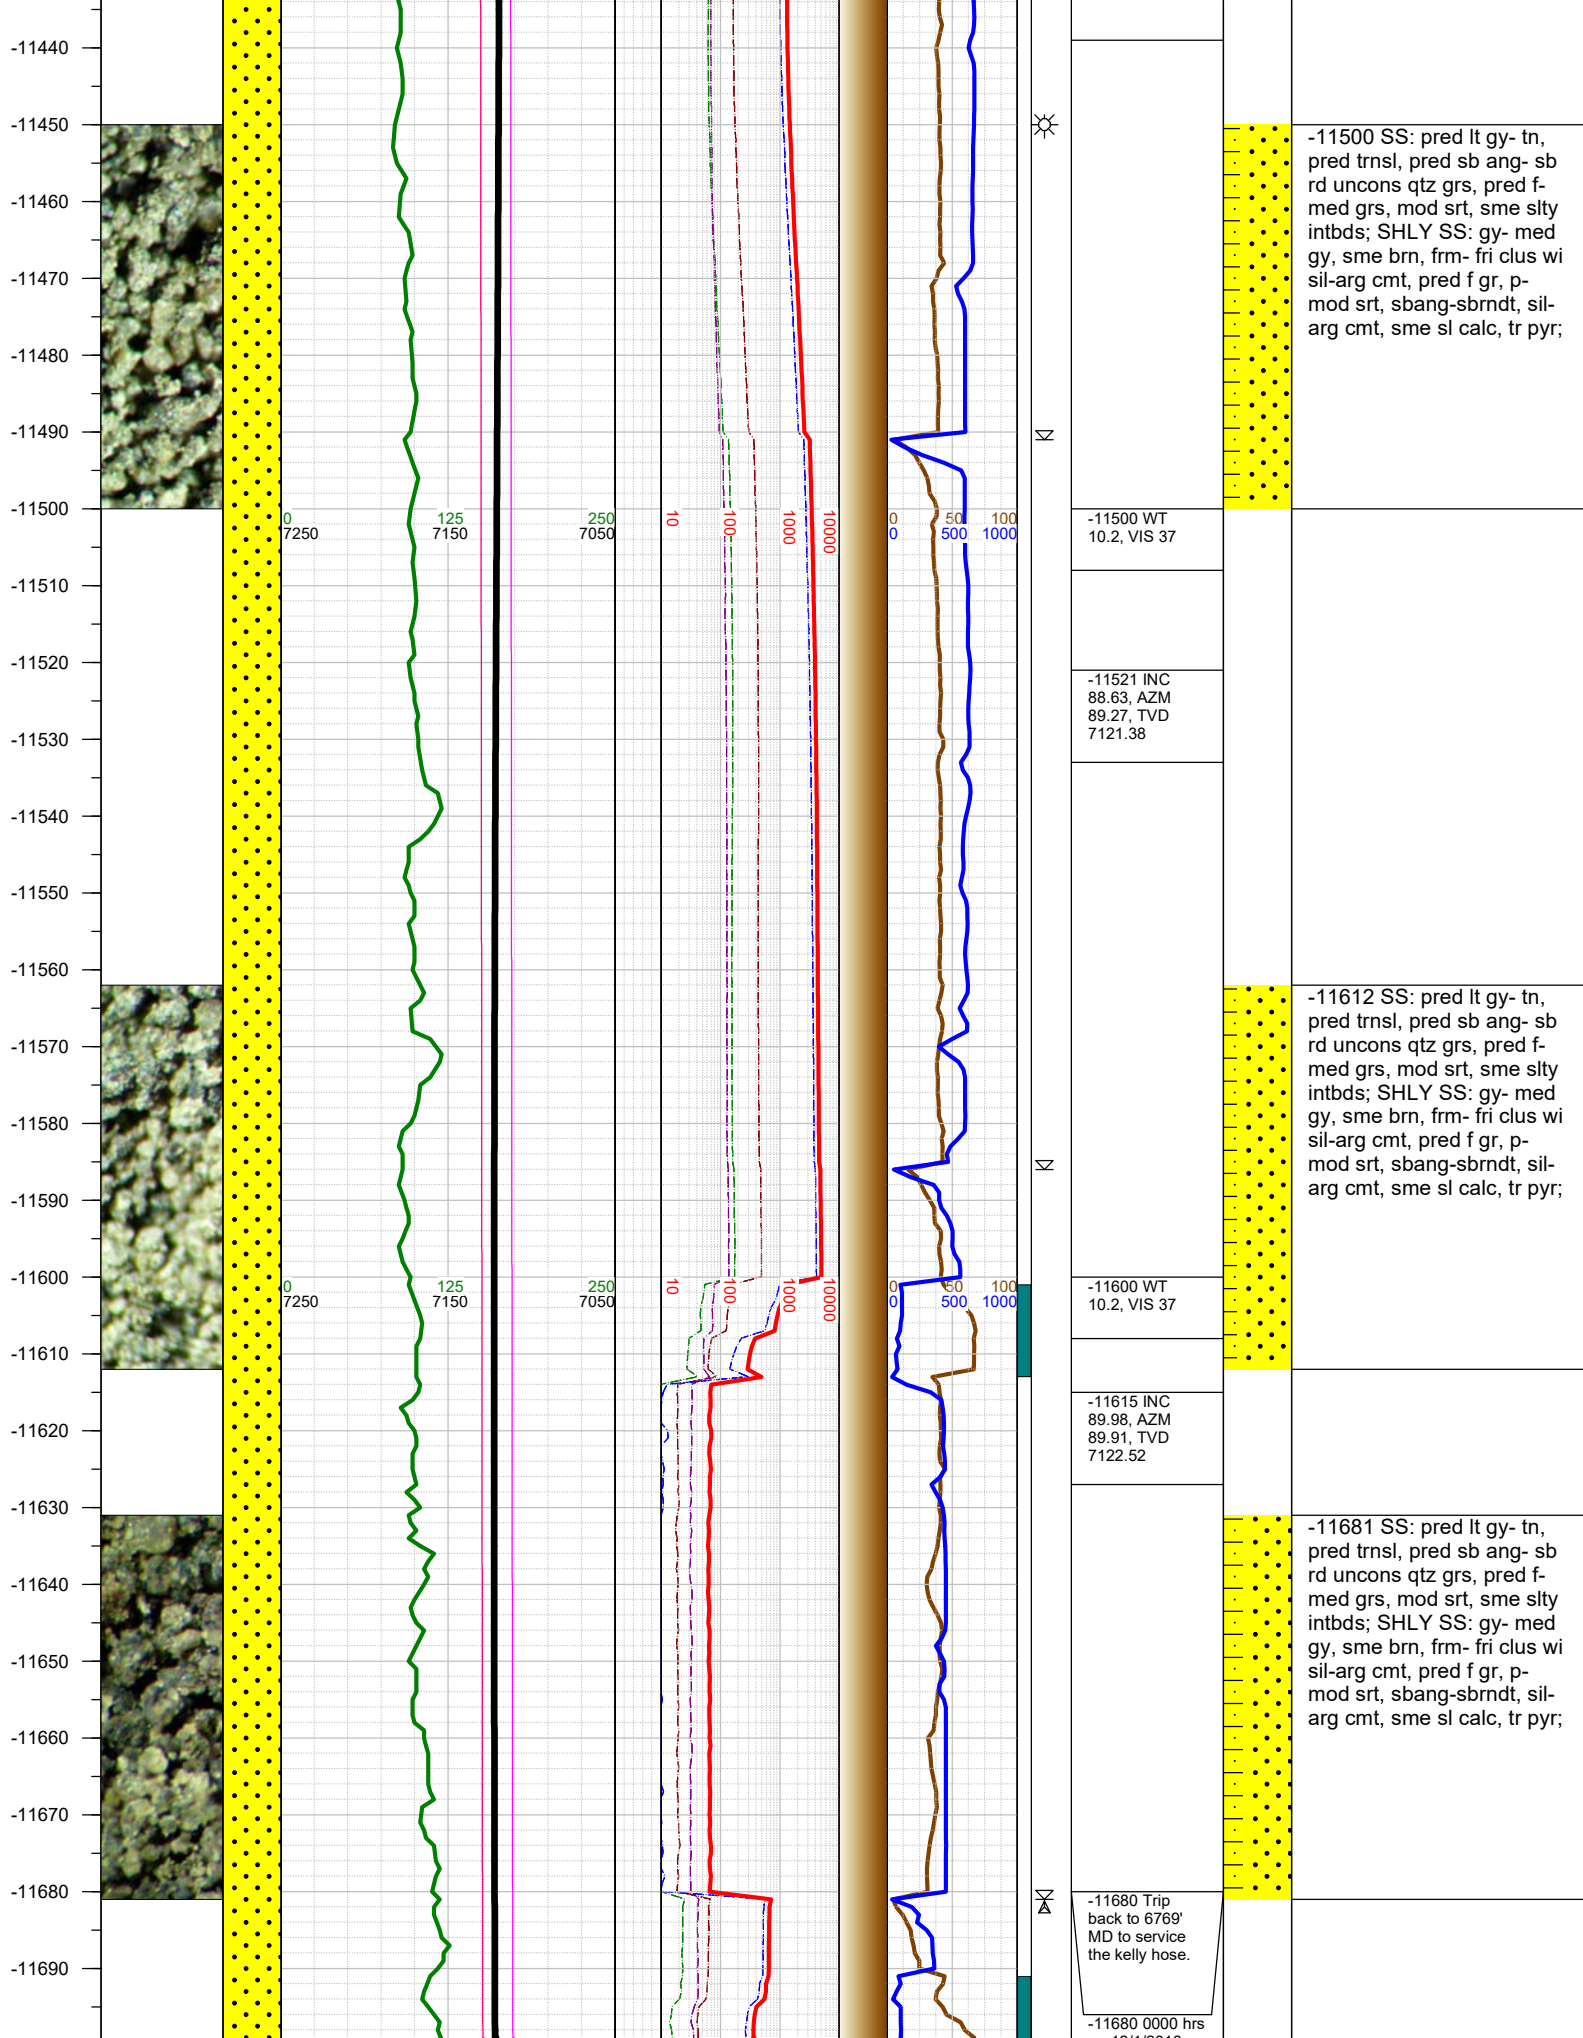 -11440
-11450
-11460
-11470
-11480
-11490
-11500
-11510
-11520
-11530
-11540
-11550
-11560
-11570
-11580
-11590
-11600
-11610
-11620
-11630
-11640
-11650
-11660
-11670
-11680
-11690
0 125 250
7250 7150 7050
10 100 1000 10000
0 50 100
0 500 1000
0 125 250
7250 7150 7050
10 100 1000 10000
0 50 100
0 500 1000
-11500 WT
10.2, VIS 37
-11521 INC
88.63, AZM
89.27, TVD
7121.38
-11600 WT
10.2, VIS 37
-11615 INC
89.98, AZM
89.91, TVD
7122.52
-11680 Trip
back to 6769'
MD to service
the kelly hose.
-11680 0000 hrs
-11500 SS: pred lt gy- tn,
pred trnsl, pred sb ang- sb
rd uncons qtz grs, pred f-
med grs, mod srt, sme slty
intbds; SHLY SS: gy- med
gy, sme brn, frm- fri clus wi
sil-arg cmt, pred f gr, p-
mod srt, sbang-sbrndt, sil-
arg cmt, sme sl calc, tr pyr;
-11612 SS: pred lt gy- tn,
pred trnsl, pred sb ang- sb
rd uncons qtz grs, pred f-
med grs, mod srt, sme slty
intbds; SHLY SS: gy- med
gy, sme brn, frm- fri clus wi
sil-arg cmt, pred f gr, p-
mod srt, sbang-sbrndt, sil-
arg cmt, sme sl calc, tr pyr;
-11681 SS: pred lt gy- tn,
pred trnsl, pred sb ang- sb
rd uncons qtz grs, pred f-
med grs, mod srt, sme slty
intbds; SHLY SS: gy- med
gy, sme brn, frm- fri clus wi
sil-arg cmt, pred f gr, p-
mod srt, sbang-sbrndt, sil-
arg cmt, sme sl calc, tr pyr;